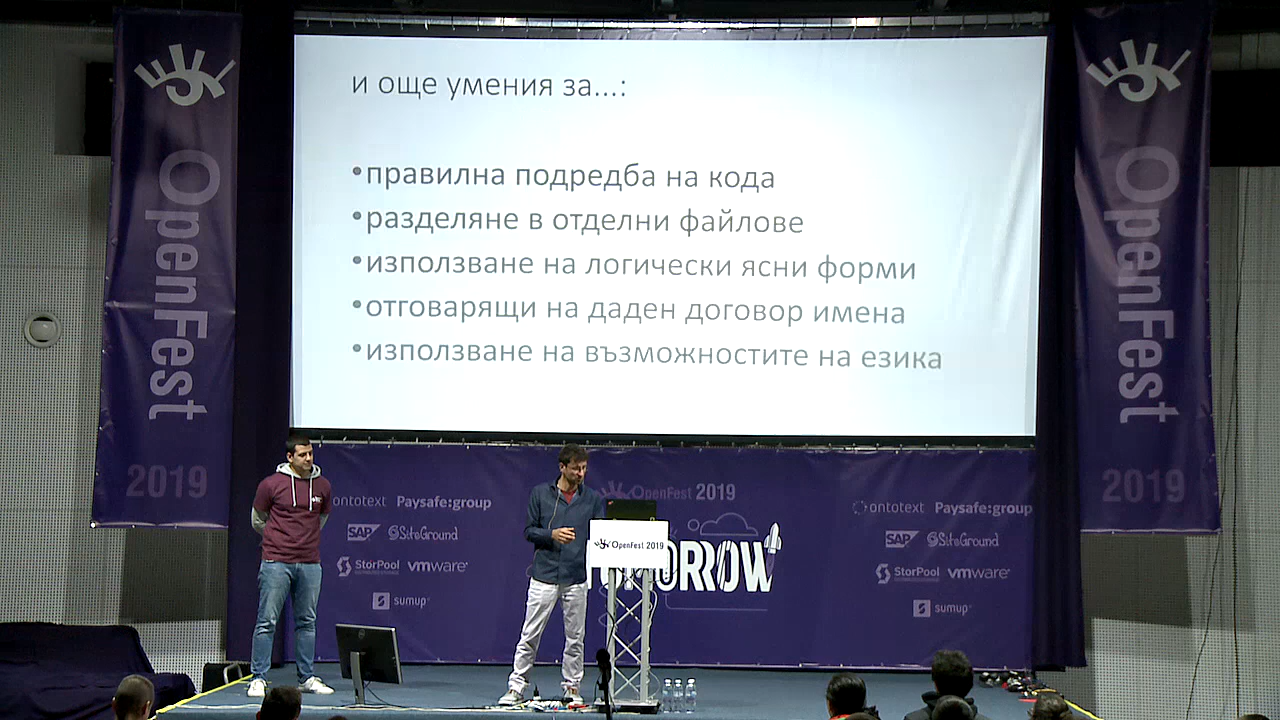 и още умения за...:
•правилна подредба на кода
•разделяне в отделни файлове
•използване на логически ясни форми
•отговарящи на даден договор имена
•използване на възможностите на езика
OpenFest
2019
OpenFest
2019
ontotext Paysafe:group
SAP SiteGround
StorPool vmware
sumup
OpenFest 2019
OpenFest 2019
ontotext Paysafe:group
SAP SiteGround
StorPool vmware
sumup